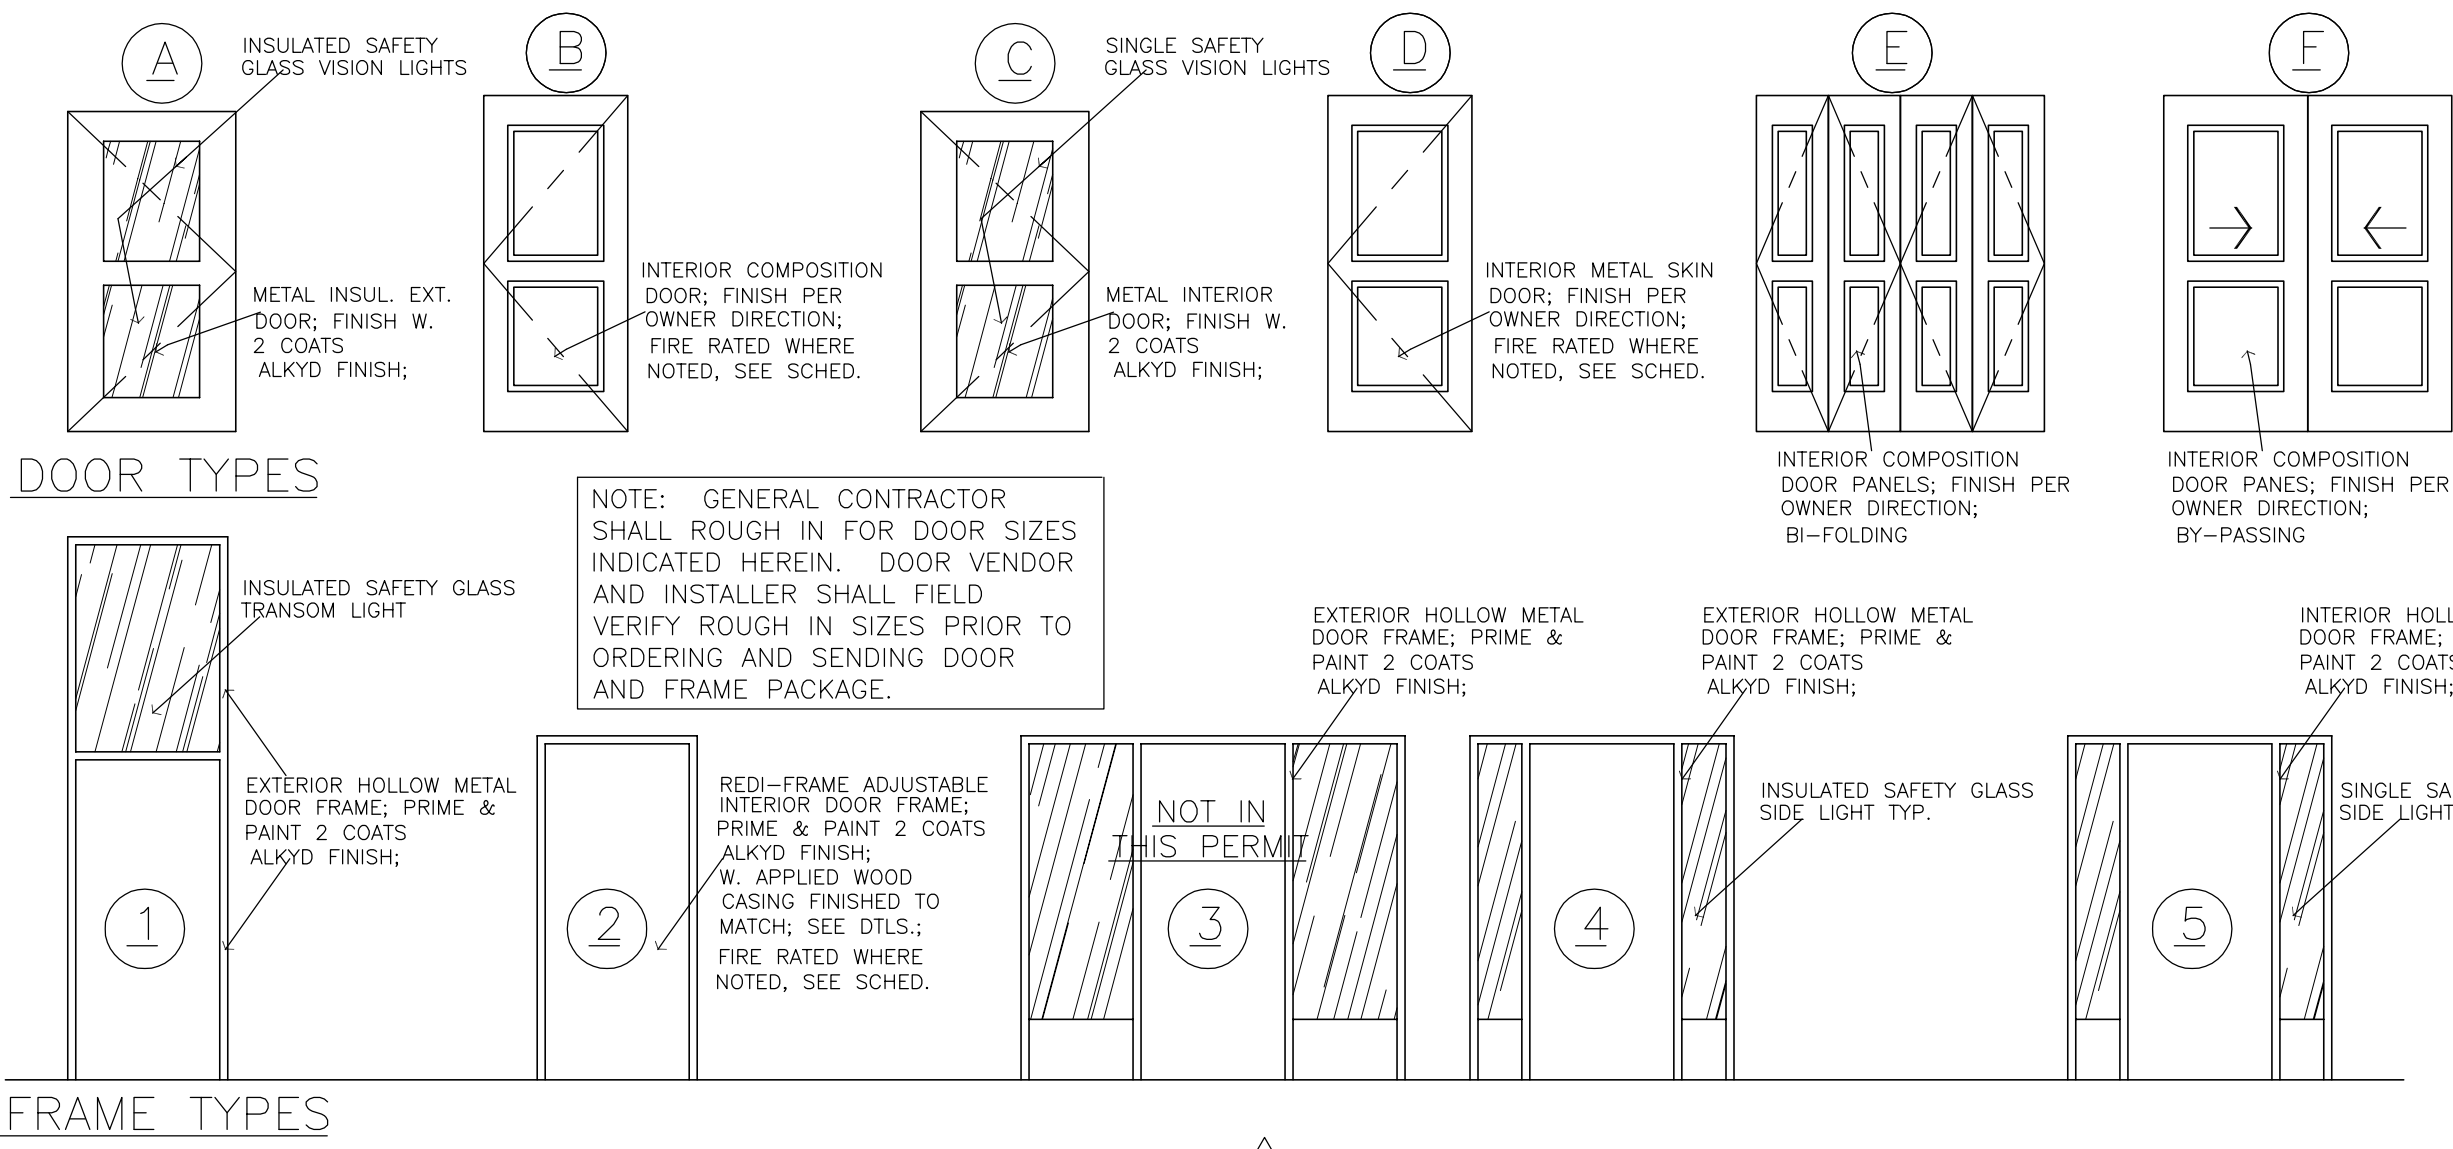 A
INSULATED SAFETY
GLASS VISION LIGHTS
METAL INSUL. EXT.
DOOR; FINISH W.
2 COATS
ALKYD FINISH;
B
INTERIOR COMPOSITION
DOOR; FINISH PER
OWNER DIRECTION;
FIRE RATED WHERE
NOTED, SEE SCHED.
C
SINGLE SAFETY
GLASS VISION LIGHTS
METAL INTERIOR
DOOR; FINISH W.
2 COATS
ALKYD FINISH;
D
INTERIOR METAL SKIN
DOOR; FINISH PER
OWNER DIRECTION;
FIRE RATED WHERE
NOTED, SEE SCHED.
E
INTERIOR COMPOSITION
DOOR PANELS; FINISH PER
OWNER DIRECTION;
BI-FOLDING
F
INTERIOR COMPOSITION
DOOR PANES; FINISH PER
OWNER DIRECTION;
BY-PASSING
DOOR TYPES
NOTE: GENERAL CONTRACTOR
SHALL ROUGH IN FOR DOOR SIZES
INDICATED HEREIN. DOOR VENDOR
AND INSTALLER SHALL FIELD
VERIFY ROUGH IN SIZES PRIOR TO
ORDERING AND SENDING DOOR
AND FRAME PACKAGE.
INSULATED SAFETY GLASS
TRANSOM LIGHT
EXTERIOR HOLLOW METAL
DOOR FRAME; PRIME &
PAINT 2 COATS
ALKYD FINISH;
1
2
REDI-FRAME ADJUSTABLE
INTERIOR DOOR FRAME;
PRIME & PAINT 2 COATS
ALKYD FINISH;
W. APPLIED WOOD
CASING FINISHED TO
MATCH; SEE DTLS.;
FIRE RATED WHERE
NOTED, SEE SCHED.
EXTERIOR HOLLOW METAL
DOOR FRAME; PRIME &
PAINT 2 COATS
ALKYD FINISH;
NOT IN
THIS PERMIT
3
EXTERIOR HOLLOW METAL
DOOR FRAME; PRIME &
PAINT 2 COATS
ALKYD FINISH;
INSULATED SAFETY GLASS
SIDE LIGHT TYP.
4
INTERIOR HOLL
DOOR FRAME;
PAINT 2 COATS
ALKYD FINISH;
SINGLE SA
SIDE LIGHT
5
FRAME TYPES